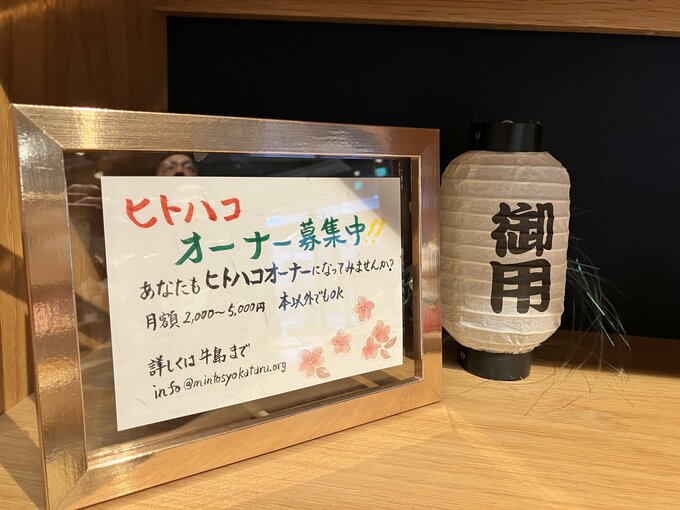 ヒトハコ
オーナー募集中!!
あなたもヒトハコオーナーになってみませんか?
月額2,000～5,000円 本以外でもOK
詳しくは牛島まで
info@mintosyokataru.org
御用